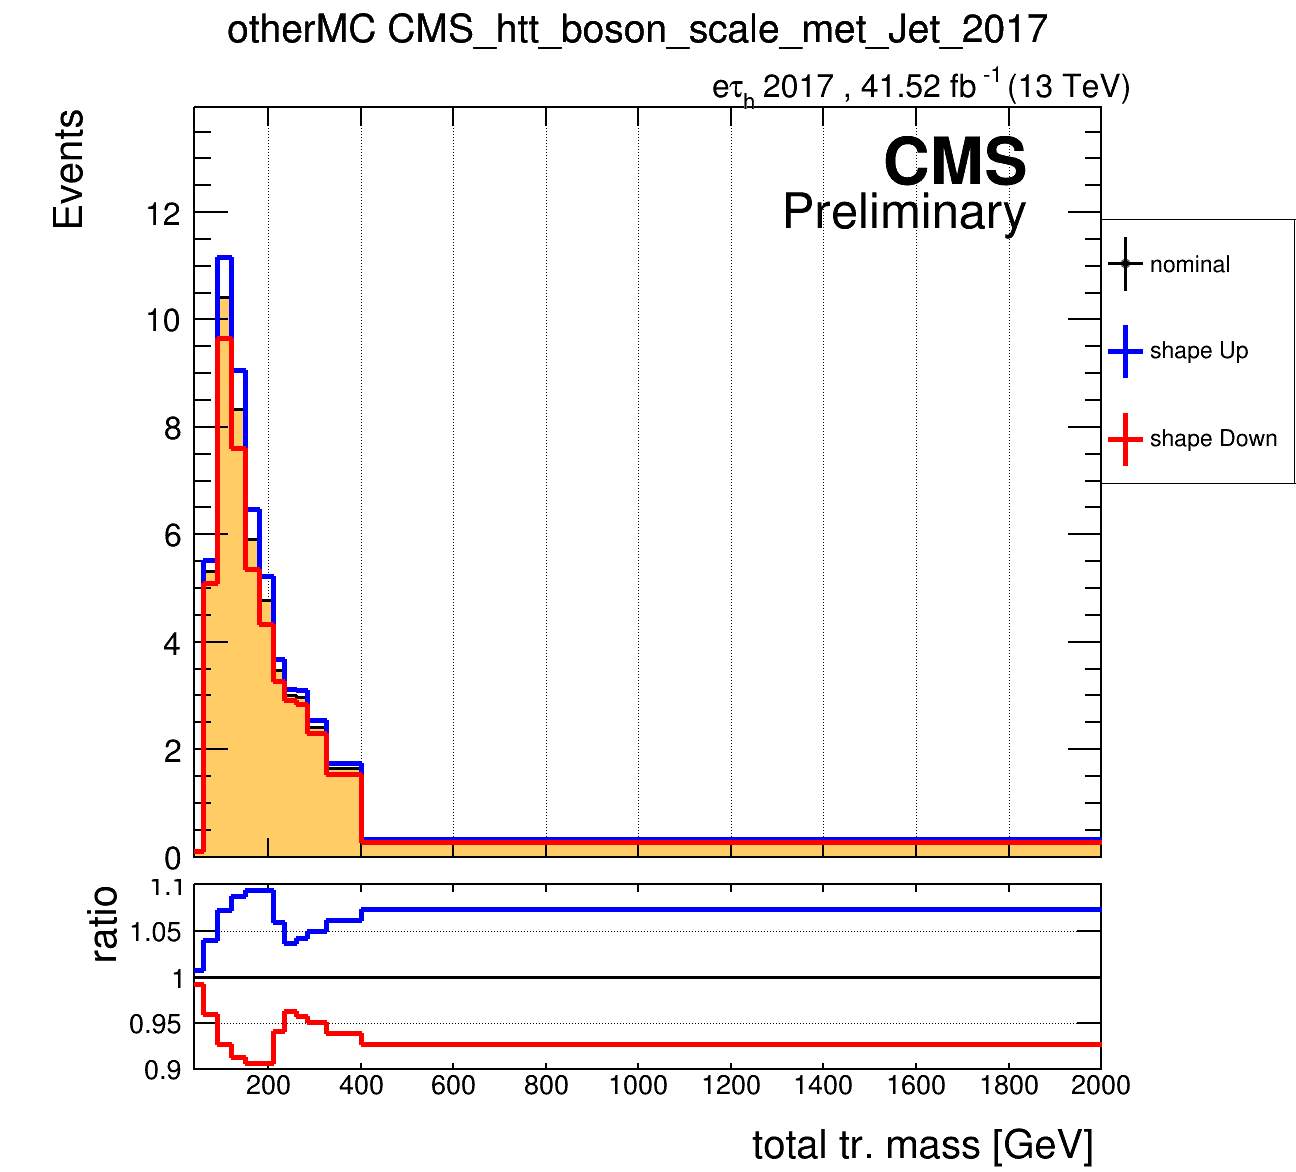 otherMC CMS_htt_boson_scale_met_Jet_2017
eτh 2017 , 41.52 fb -1 (13 TeV)
Events
CMS
Preliminary
12
10
8
6
4
2
0
nominal
shape Up
shape Down
ratio
1.1
1.05
1
0.95
0.9
200 400 600 800 1000 1200 1400 1600 1800 2000
total tr. mass [GeV]